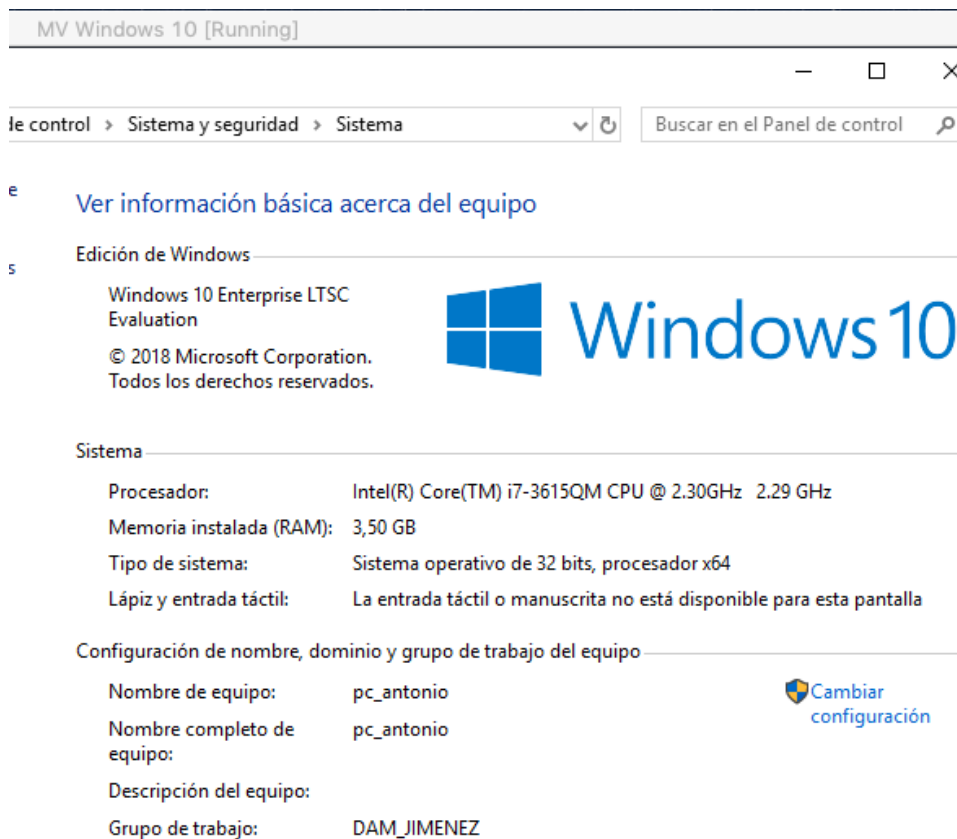 MV Windows 10 [Running]
de control > Sistema y seguridad > Sistema
Buscar en el Panel de control
e
s
Ver información básica acerca del equipo
Edición de Windows
Windows 10 Enterprise LTSC
Evaluation
© 2018 Microsoft Corporation.
Todos los derechos reservados.
Windows 10
Sistema
Procesador: Intel(R) Core(TM) i7-3615QM CPU @ 2.30GHz 2.29 GHz
Memoria instalada (RAM): 3,50 GB
Tipo de sistema: Sistema operativo de 32 bits, procesador x64
Lápiz y entrada táctil: La entrada táctil o manuscrita no está disponible para esta pantalla
Configuración de nombre, dominio y grupo de trabajo del equipo
Nombre de equipo: pc_antonio
Cambiar
configuración
Nombre completo de
equipo:
pc_antonio
Descripción del equipo:
Grupo de trabajo: DAM_JIMENEZ